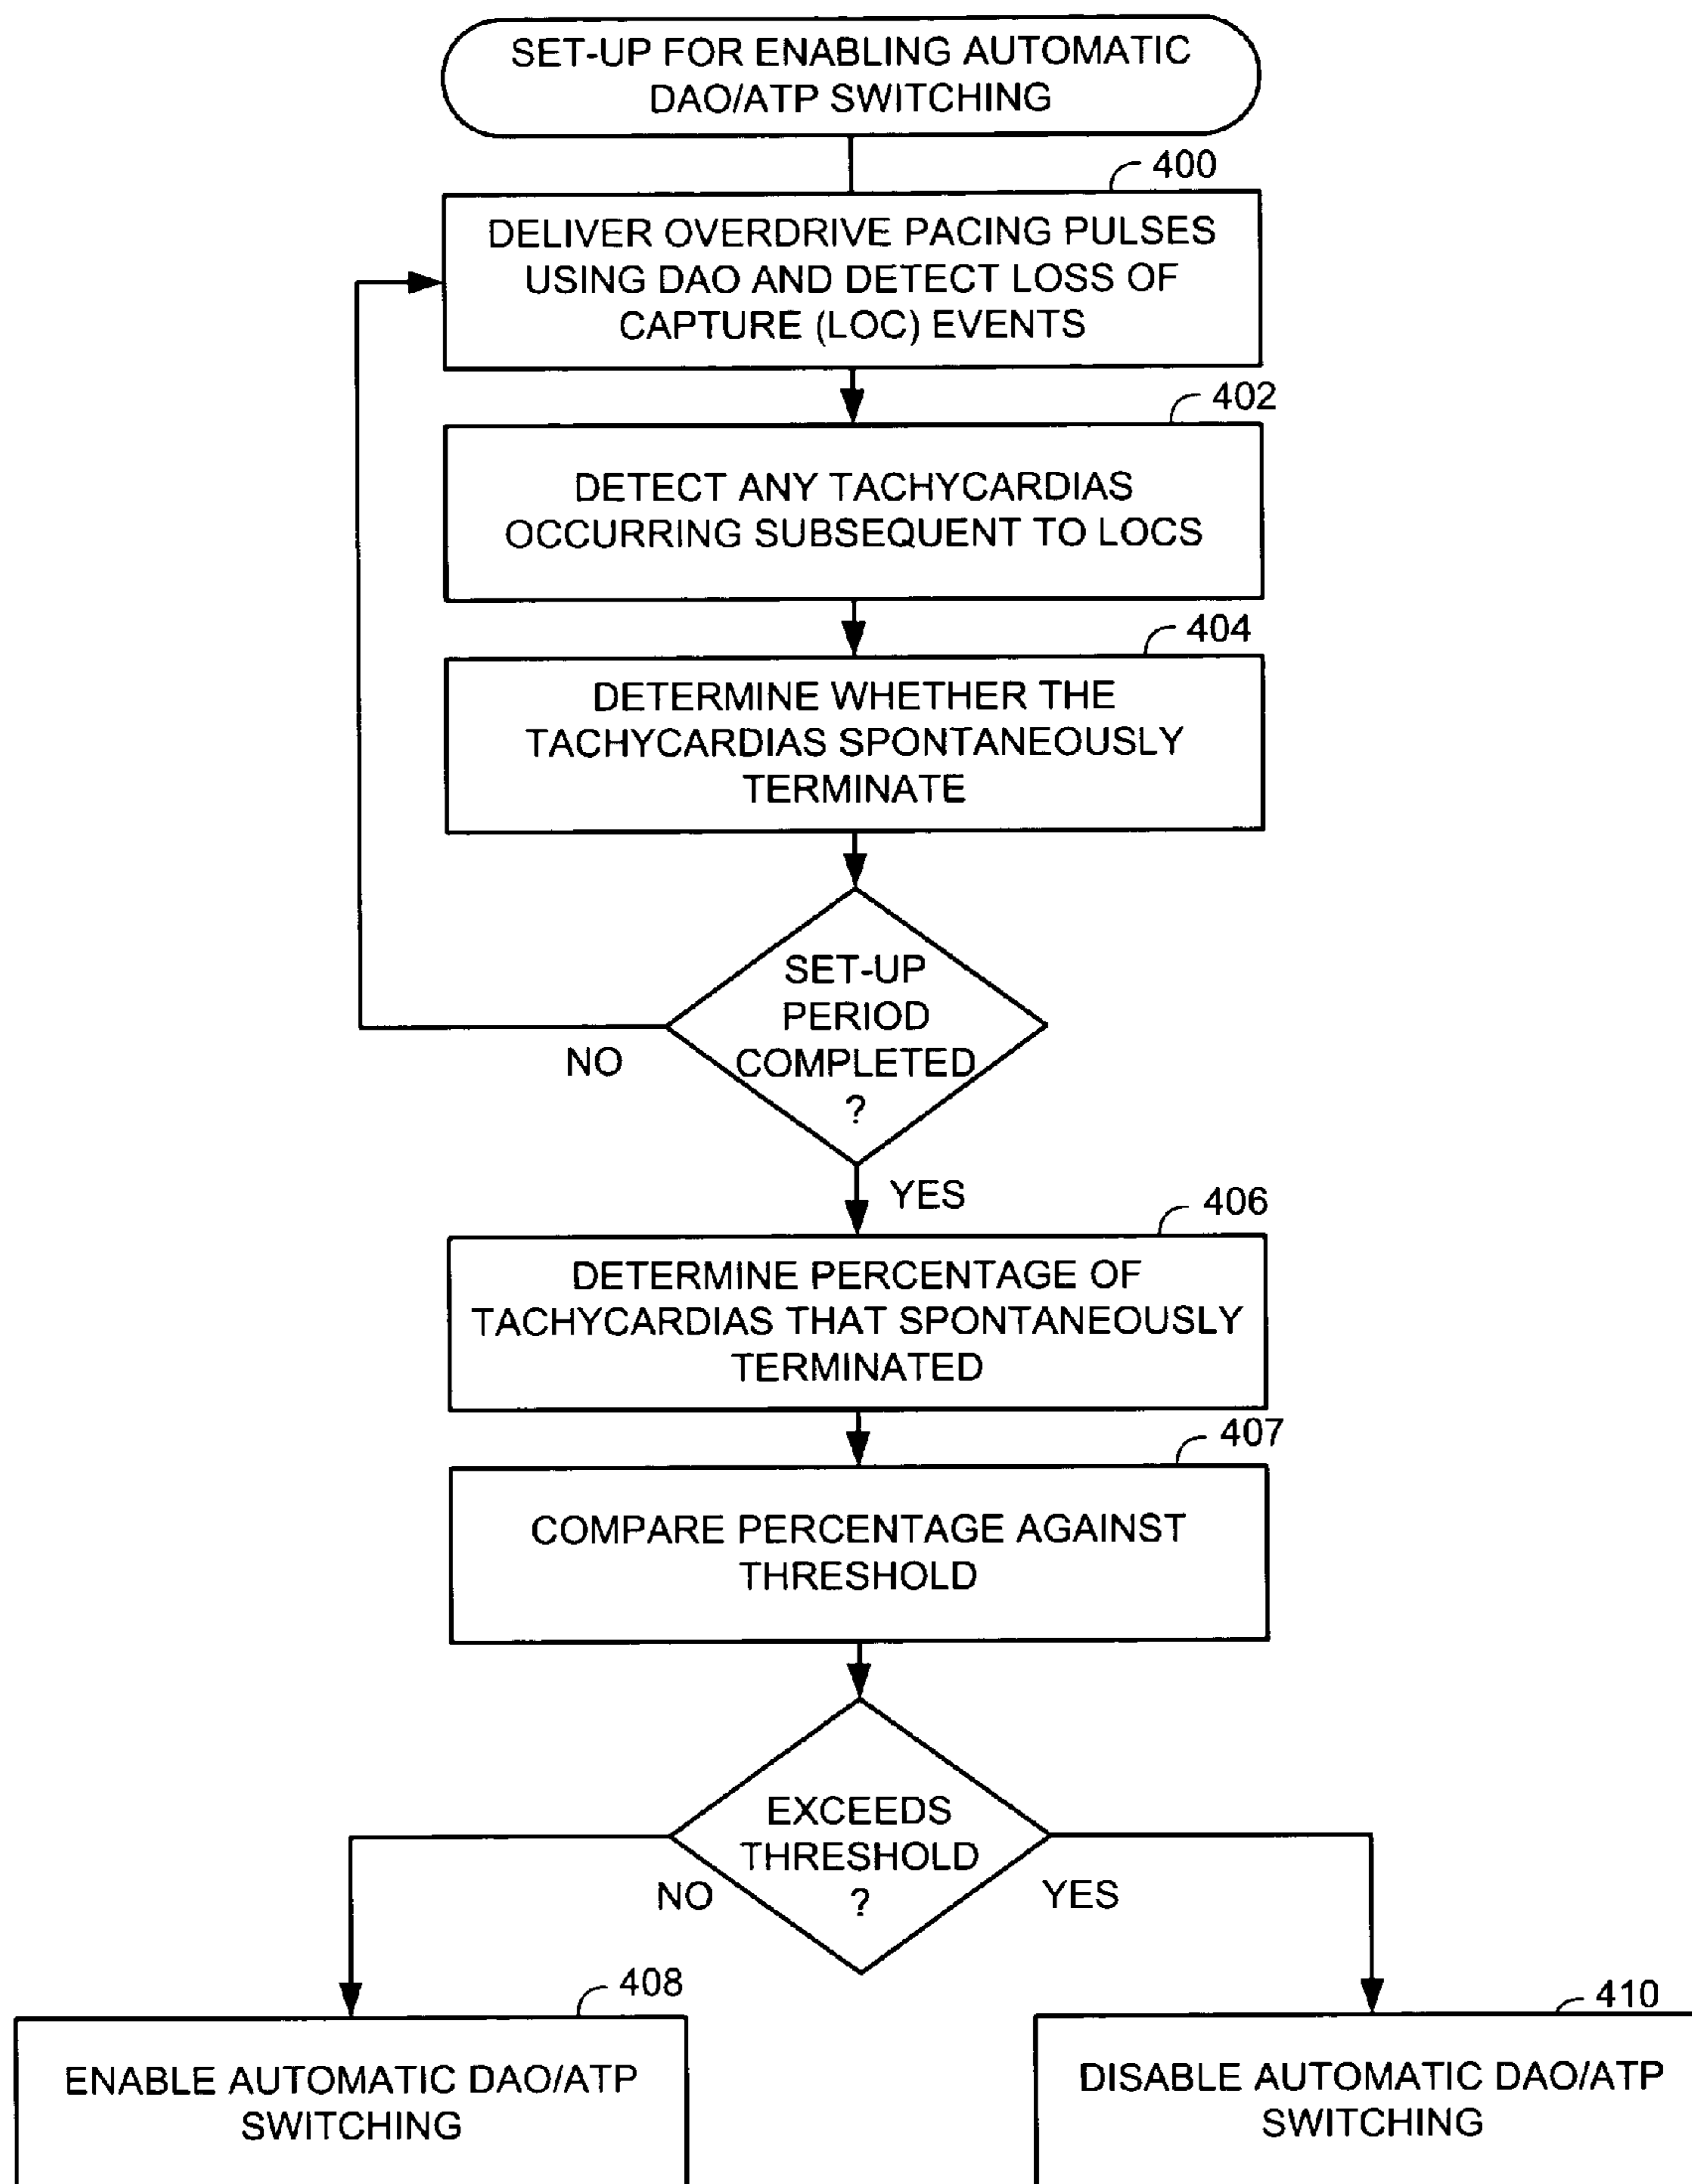 SET-UP FOR ENABLING AUTOMATIC
DAO/ATP SWITCHING
400
DELIVER OVERDRIVE PACING PULSES
USING DAO AND DETECT LOSS OF
CAPTURE (LOC) EVENTS
402
DETECT ANY TACHYCARDIAS
OCCURRING SUBSEQUENT TO LOCS
404
DETERMINE WHETHER THE
TACHYCARDIAS SPONTANEOUSLY
TERMINATE
SET-UP
PERIOD
COMPLETED
?
NO
YES
406
DETERMINE PERCENTAGE OF
TACHYCARDIAS THAT SPONTANEOUSLY
TERMINATED
407
COMPARE PERCENTAGE AGAINST
THRESHOLD
EXCEEDS
THRESHOLD
?
NO
YES
408
ENABLE AUTOMATIC DAO/ATP
SWITCHING
410
DISABLE AUTOMATIC DAO/ATP
SWITCHING